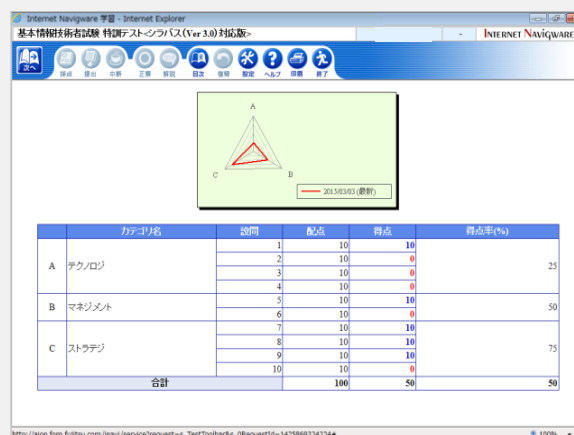 Internet Navigware 学習 - Internet Explorer
基本情報技術者試験 特訓テスト<シラバス(Ver 3.0)対応版>
- INTERNET NAVIGWARE
次へ 採点 提出 中断 正解 解説 目次 復帰 設定 ヘルプ 印刷 終了
A
C B
2015/03/03 (最新)
カテゴリ名 設問 配点 得点 得点率(%)
A テクノロジ 25
1 10 10
2 10 0
3 10 0
4 10 0
B マネジメント 50
5 10 10
6 10 0
C ストラテジ 75
7 10 10
8 10 10
9 10 10
10 10 0
合計 100 50 50
100%